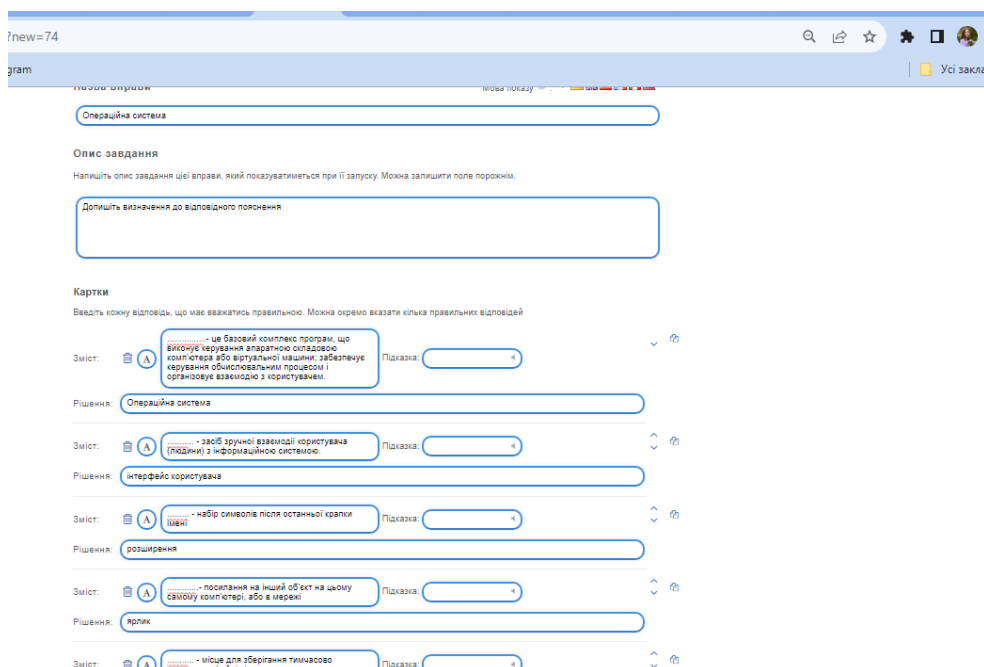 ?new=74
gram
Усі закла
Назва вправи
Мова показу
Операційна система
Опис завдання
Напишіть опис завдання цієї вправи, який показуватиметься при її запуску. Можна залишити поле порожнім.
Допишіть визначення до відповідного пояснення
Картки
Введіть кожну відповідь, що має вважатись правильною. Можна окремо вказати кілька правильних відповідей
Зміст:
A
...............- це базовий комплекс програм, що
виконує керування апаратною складовою
комп'ютера або віртуальної машини; забезпечує
керування обчислювальним процесом і
організовує взаємодію з користувачем.
Підказка:
Рішення:
Операційна система
Зміст:
A
........... - засіб зручної взаємодії користувача
(людини) з інформаційною системою.
Підказка:
Рішення:
інтерфейс користувача
Зміст:
A
......... - набір символів після останньої крапки
імені
Підказка:
Рішення:
розширення
Зміст:
A
.............- посилання на інший об'єкт на цьому
самому комп'ютері, або в мережі
Підказка:
Рішення:
ярлик
Зміст:
A
........... - місце для зберігання тимчасово
Підказка: